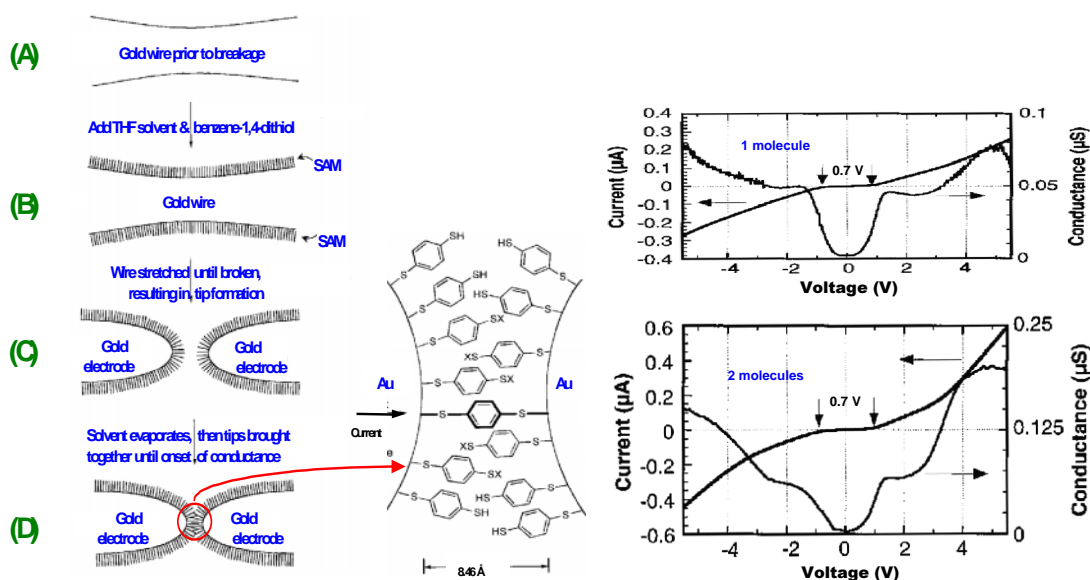 (A)
Gold wire prior to breakage
Add THF solvent & benzene-1,4-dithiol
SAM
(B)
Gold wire
SAM
Wire stretched until broken,
resulting in tip formation
(C)
Gold
electrode
Gold
electrode
Solvent evaporates, then tips brought
together until onset of conductance
(D)
Gold
electrode
Gold
electrode
SH
HS
S
S
SH
S
HS
S
S
SX
S
XS
S
S
SX
Au
Au
S
S
Current
XS
S
e
S
SX
HS
S
S
SH
HS
S
8.46 Å
1 molecule
0.7 V
Current (µA)
0.4
0.3
0.2
0.1
0
-0.1
-0.2
-0.3
0.4
0.1
0.05
0
Conductance (µS)
-4
-2
0
2
4
Voltage (V)
2 molecules
0.7 V
Current (µA)
0.6
0.4
0.2
0
-0.2
-0.4
-0.6
0.25
0.125
0
Conductance (µS)
-4
-2
0
2
4
Voltage (V)